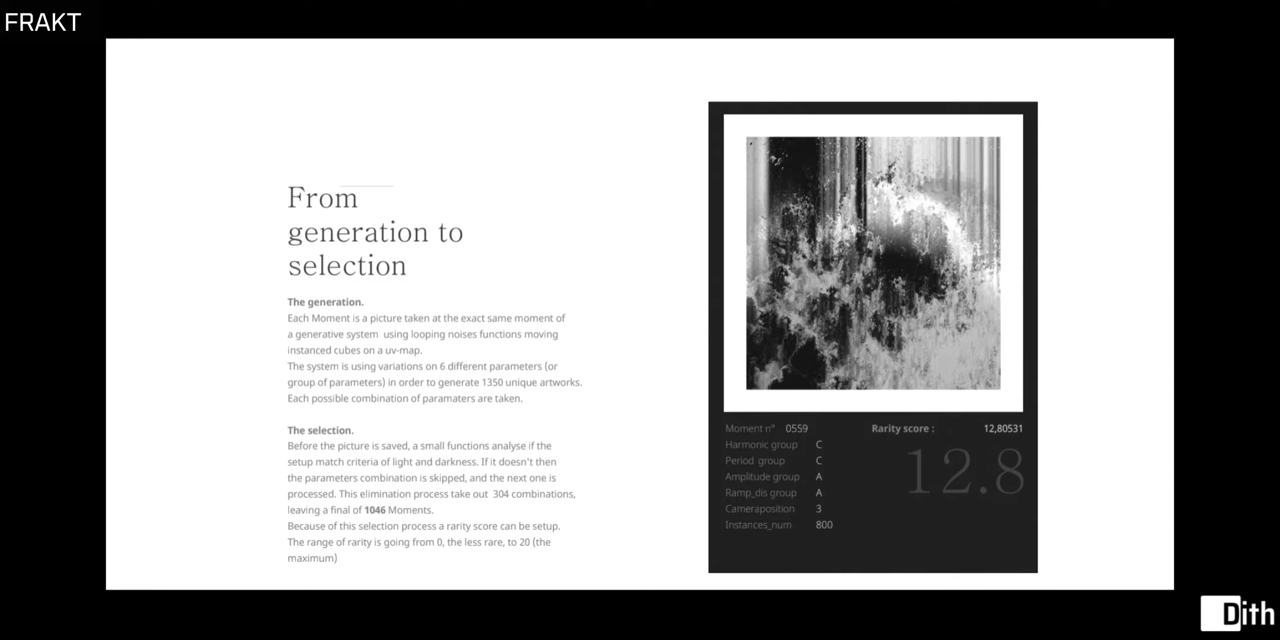 FRAKT
From
generation to
selection
The generation.
Each Moment is a picture taken at the exact same moment of
a generative system using looping noises functions moving
instanced cubes on a uv-map.
The system is using variations on 6 different parameters (or
group of parameters) in order to generate 1350 unique artworks.
Each possible combination of paramaters are taken.
The selection.
Before the picture is saved, a small functions analyse if the
setup match criteria of light and darkness. If it doesn't then
the parameters combination is skipped, and the next one is
processed. This elimination process take out 304 combinations,
leaving a final of 1046 Moments.
Because of this selection process a rarity score can be setup.
The range of rarity is going from 0, the less rare, to 20 (the
maximum)
Moment n° 0559
Harmonic group C
Period group C
Amplitude group A
Ramp_dis group A
Cameraposition 3
Instances_num 800
Rarity score : 12,80531
12.8
Dith